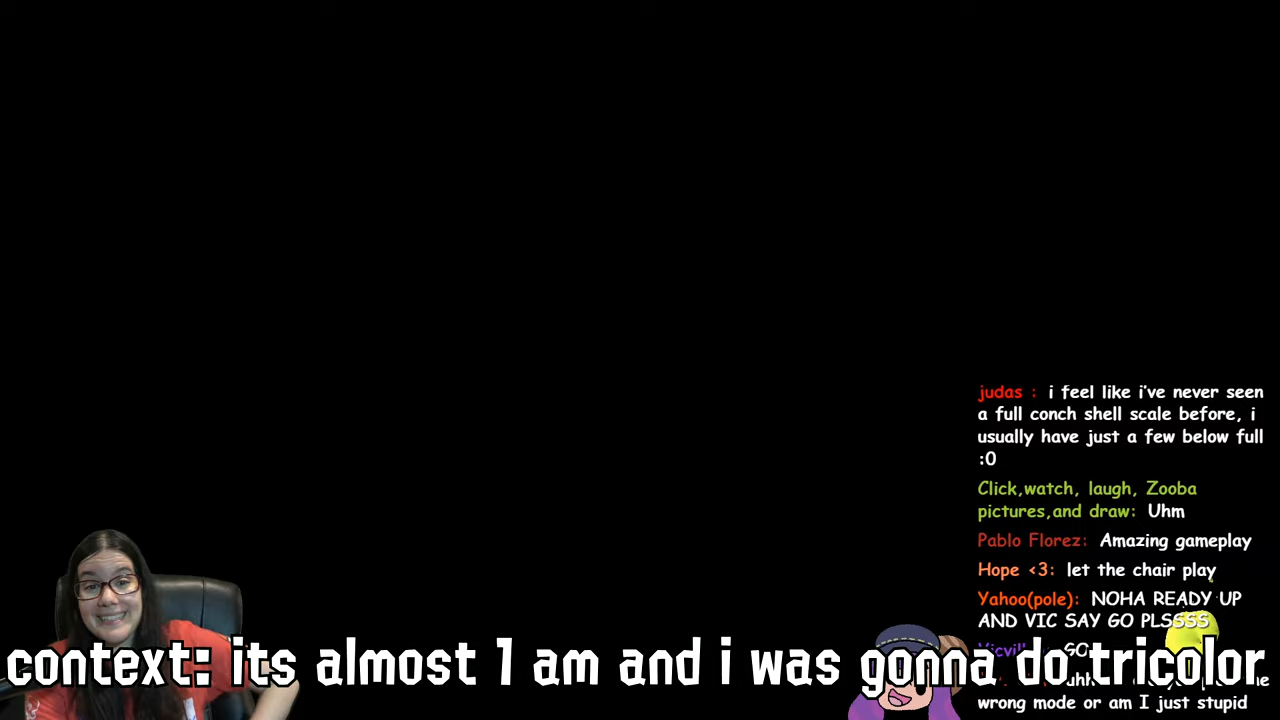 judas : i feel like i've never seen
a full conch shell scale before, i
usually have just a few below full
:0
Click,watch, laugh, Zooba
pictures,and draw: Uhm
Pablo Florez: Amazing gameplay
Hope <3: let the chair play
Yahoo(pole): NOHA READY UP
AND VIC SAY GO PLSSSS
GO
context: its almost 1 am and i was gonna do tricolor
wrong mode or am I just stupid